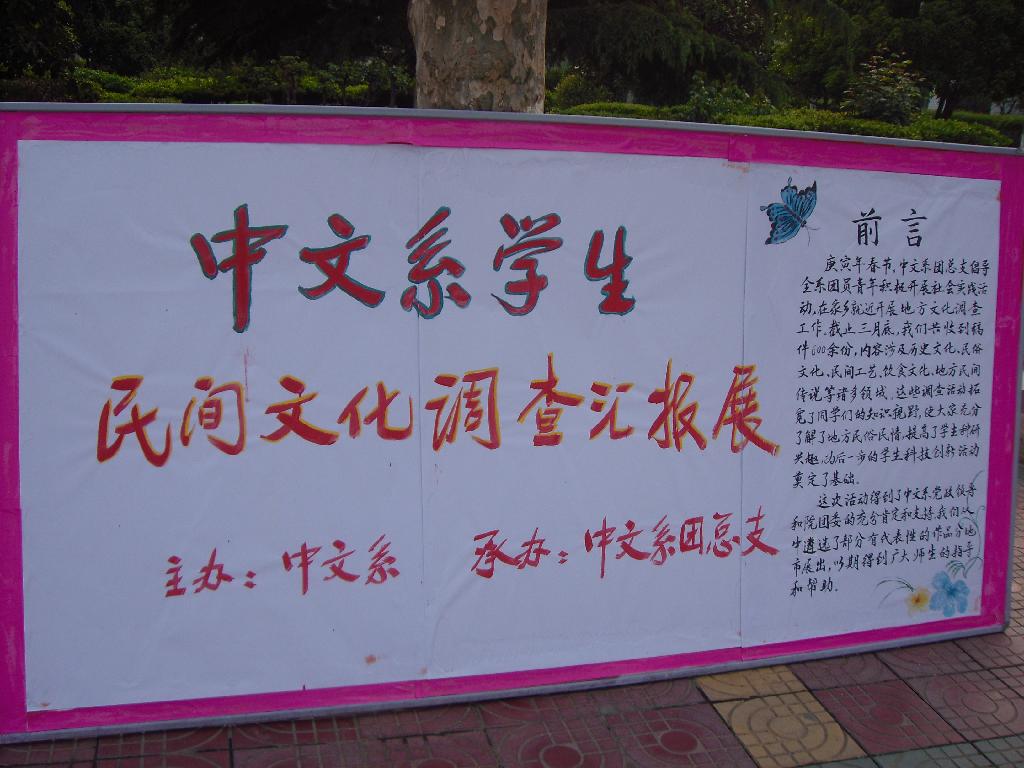 中文系学生
民间文化调查汇报展
主办：中文系 承办：中文系团总支
前言
庚寅年春节，中文系团总支倡导
全系团员青年积极开展社会实践活
动，在家乡就近开展地方文化调查
工作。截止三月底，我们共收到稿
件600余份，内容涉及历史文化、民俗
文化、民间工艺、饮食文化、地方民间
传说等诸多领域。这些调查活动拓
宽了同学们的知识视野，使大家充分
了解了地方民俗民情，提高了学生科研
兴趣，为后一步的学生科技创新活动
奠定了基础。
这次活动得到了中文系党政领导
和院团委的充分肯定和支持，我们从
中遴选了部分有代表性的作品分地
市展出，以期得到广大师生的指导
和帮助。